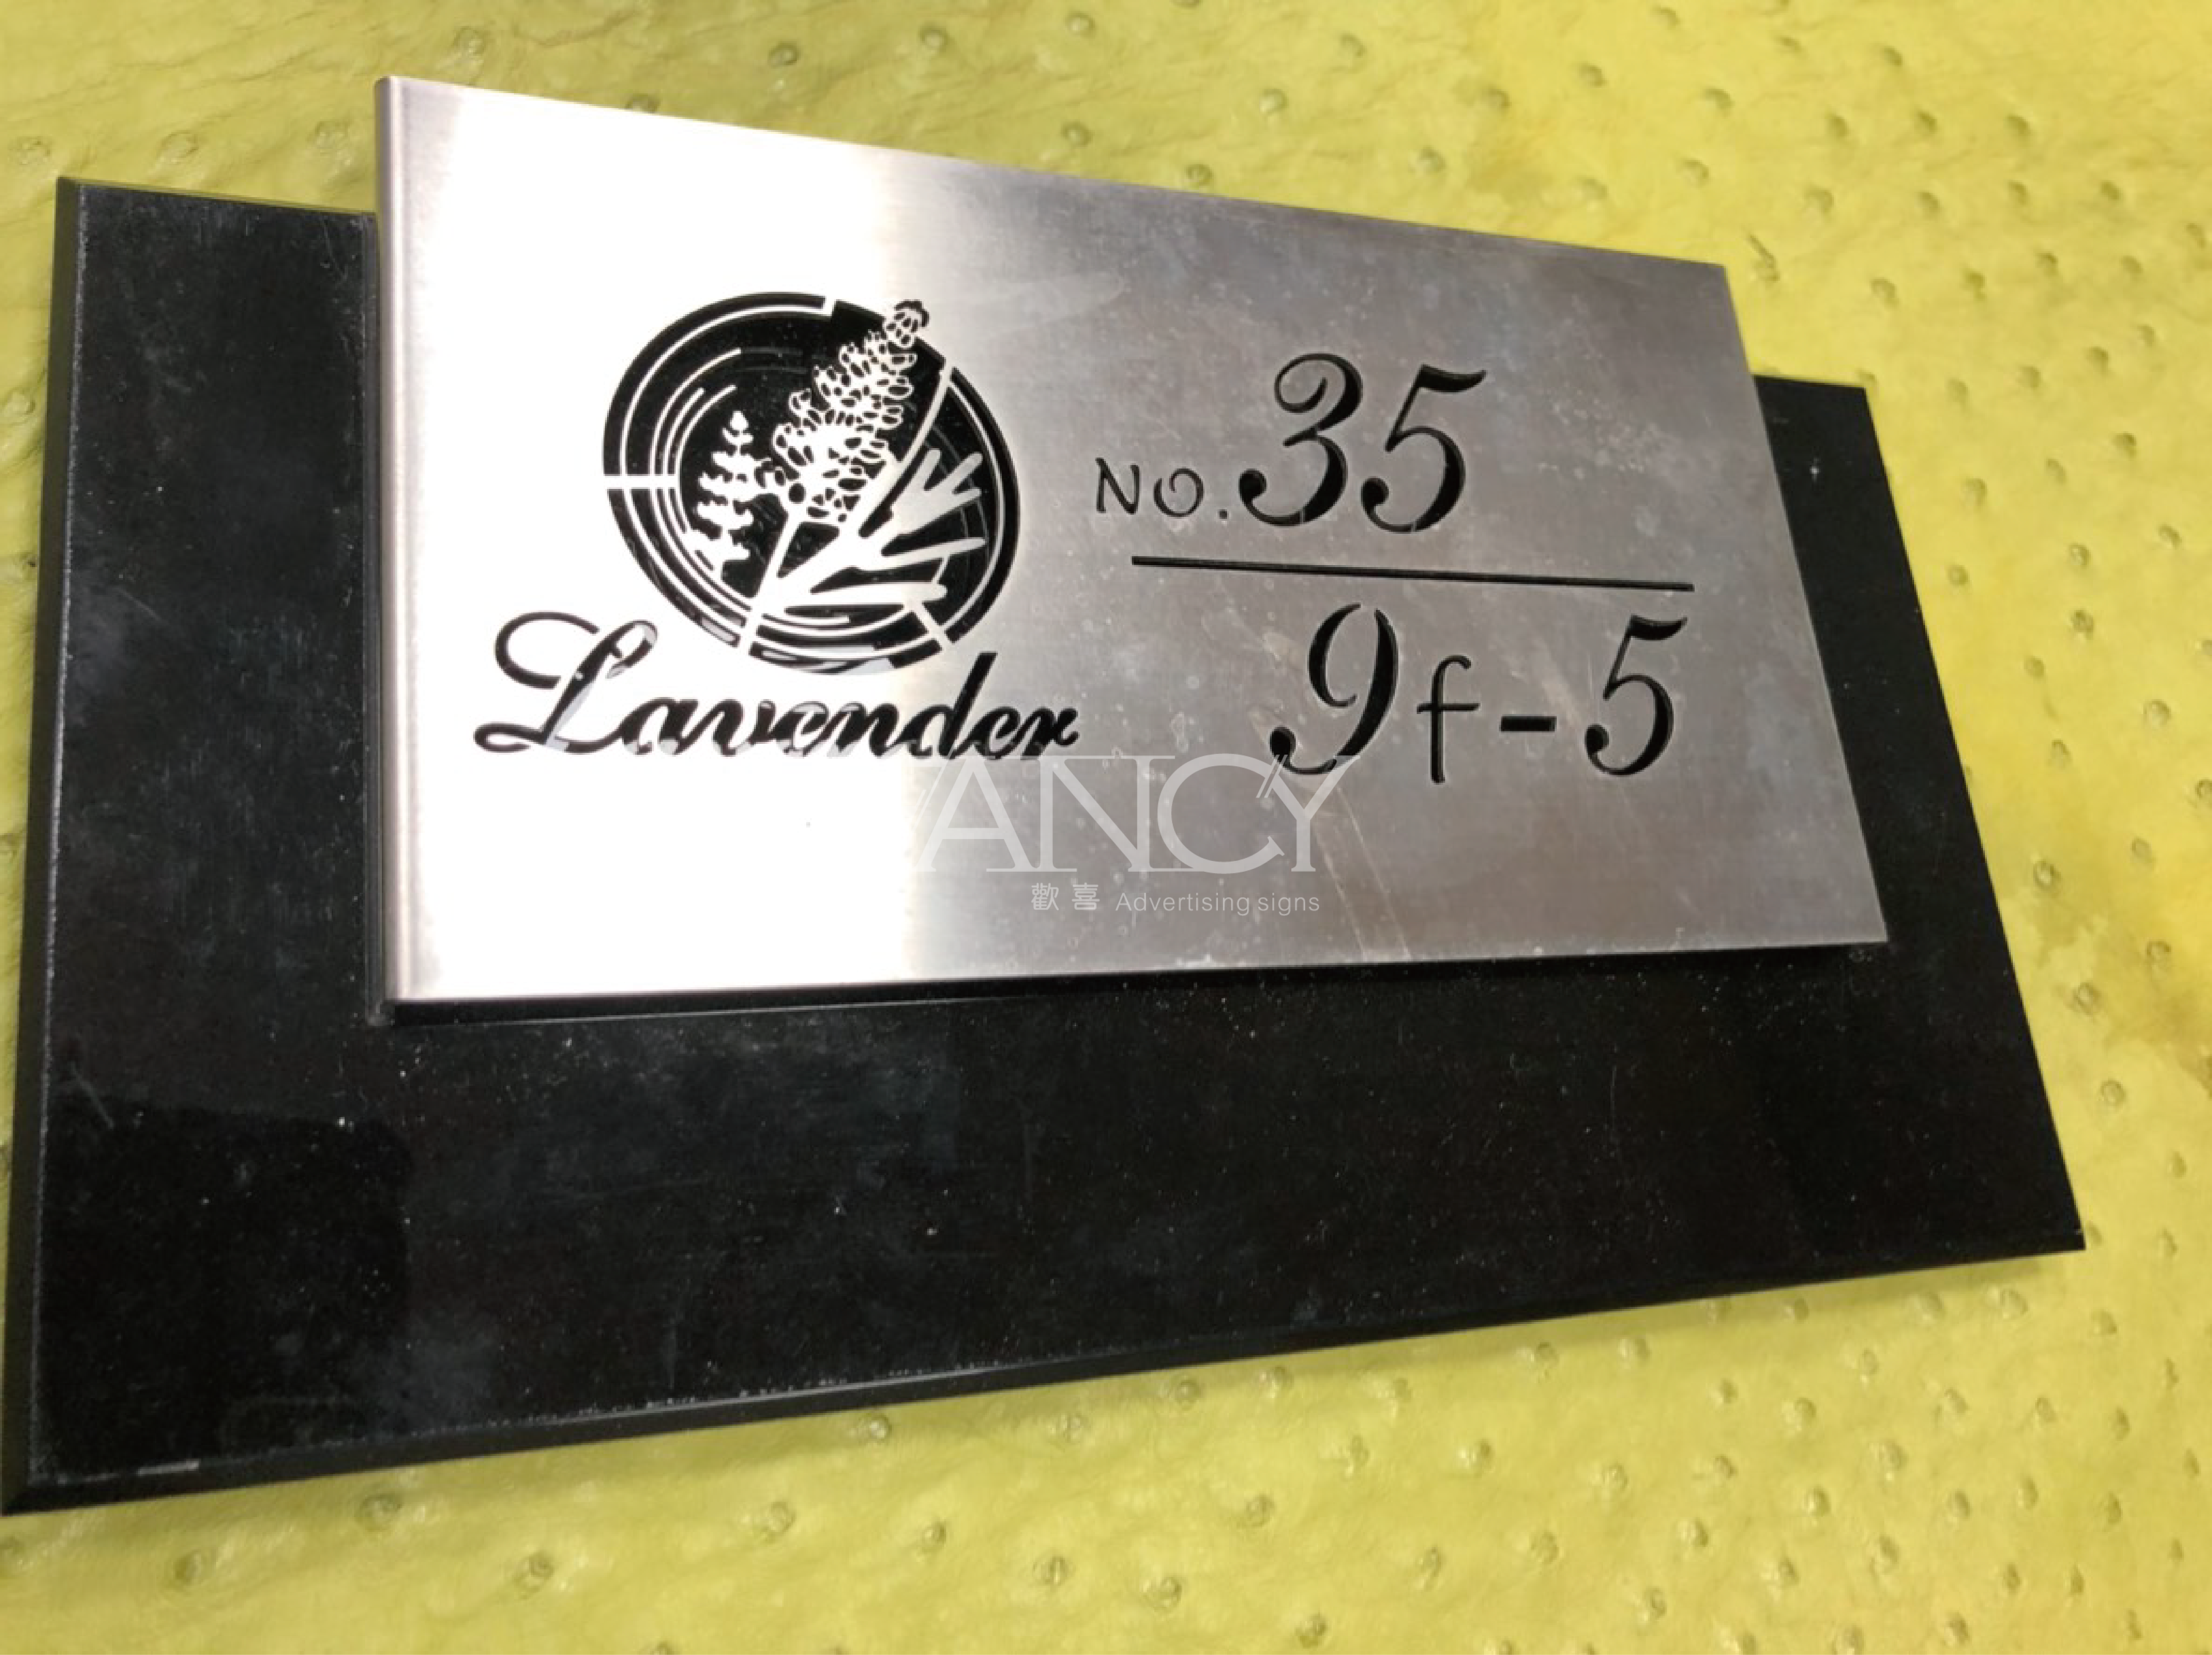 Lavender
No. 35
9f-5
ANCY
歡喜 Advertising signs